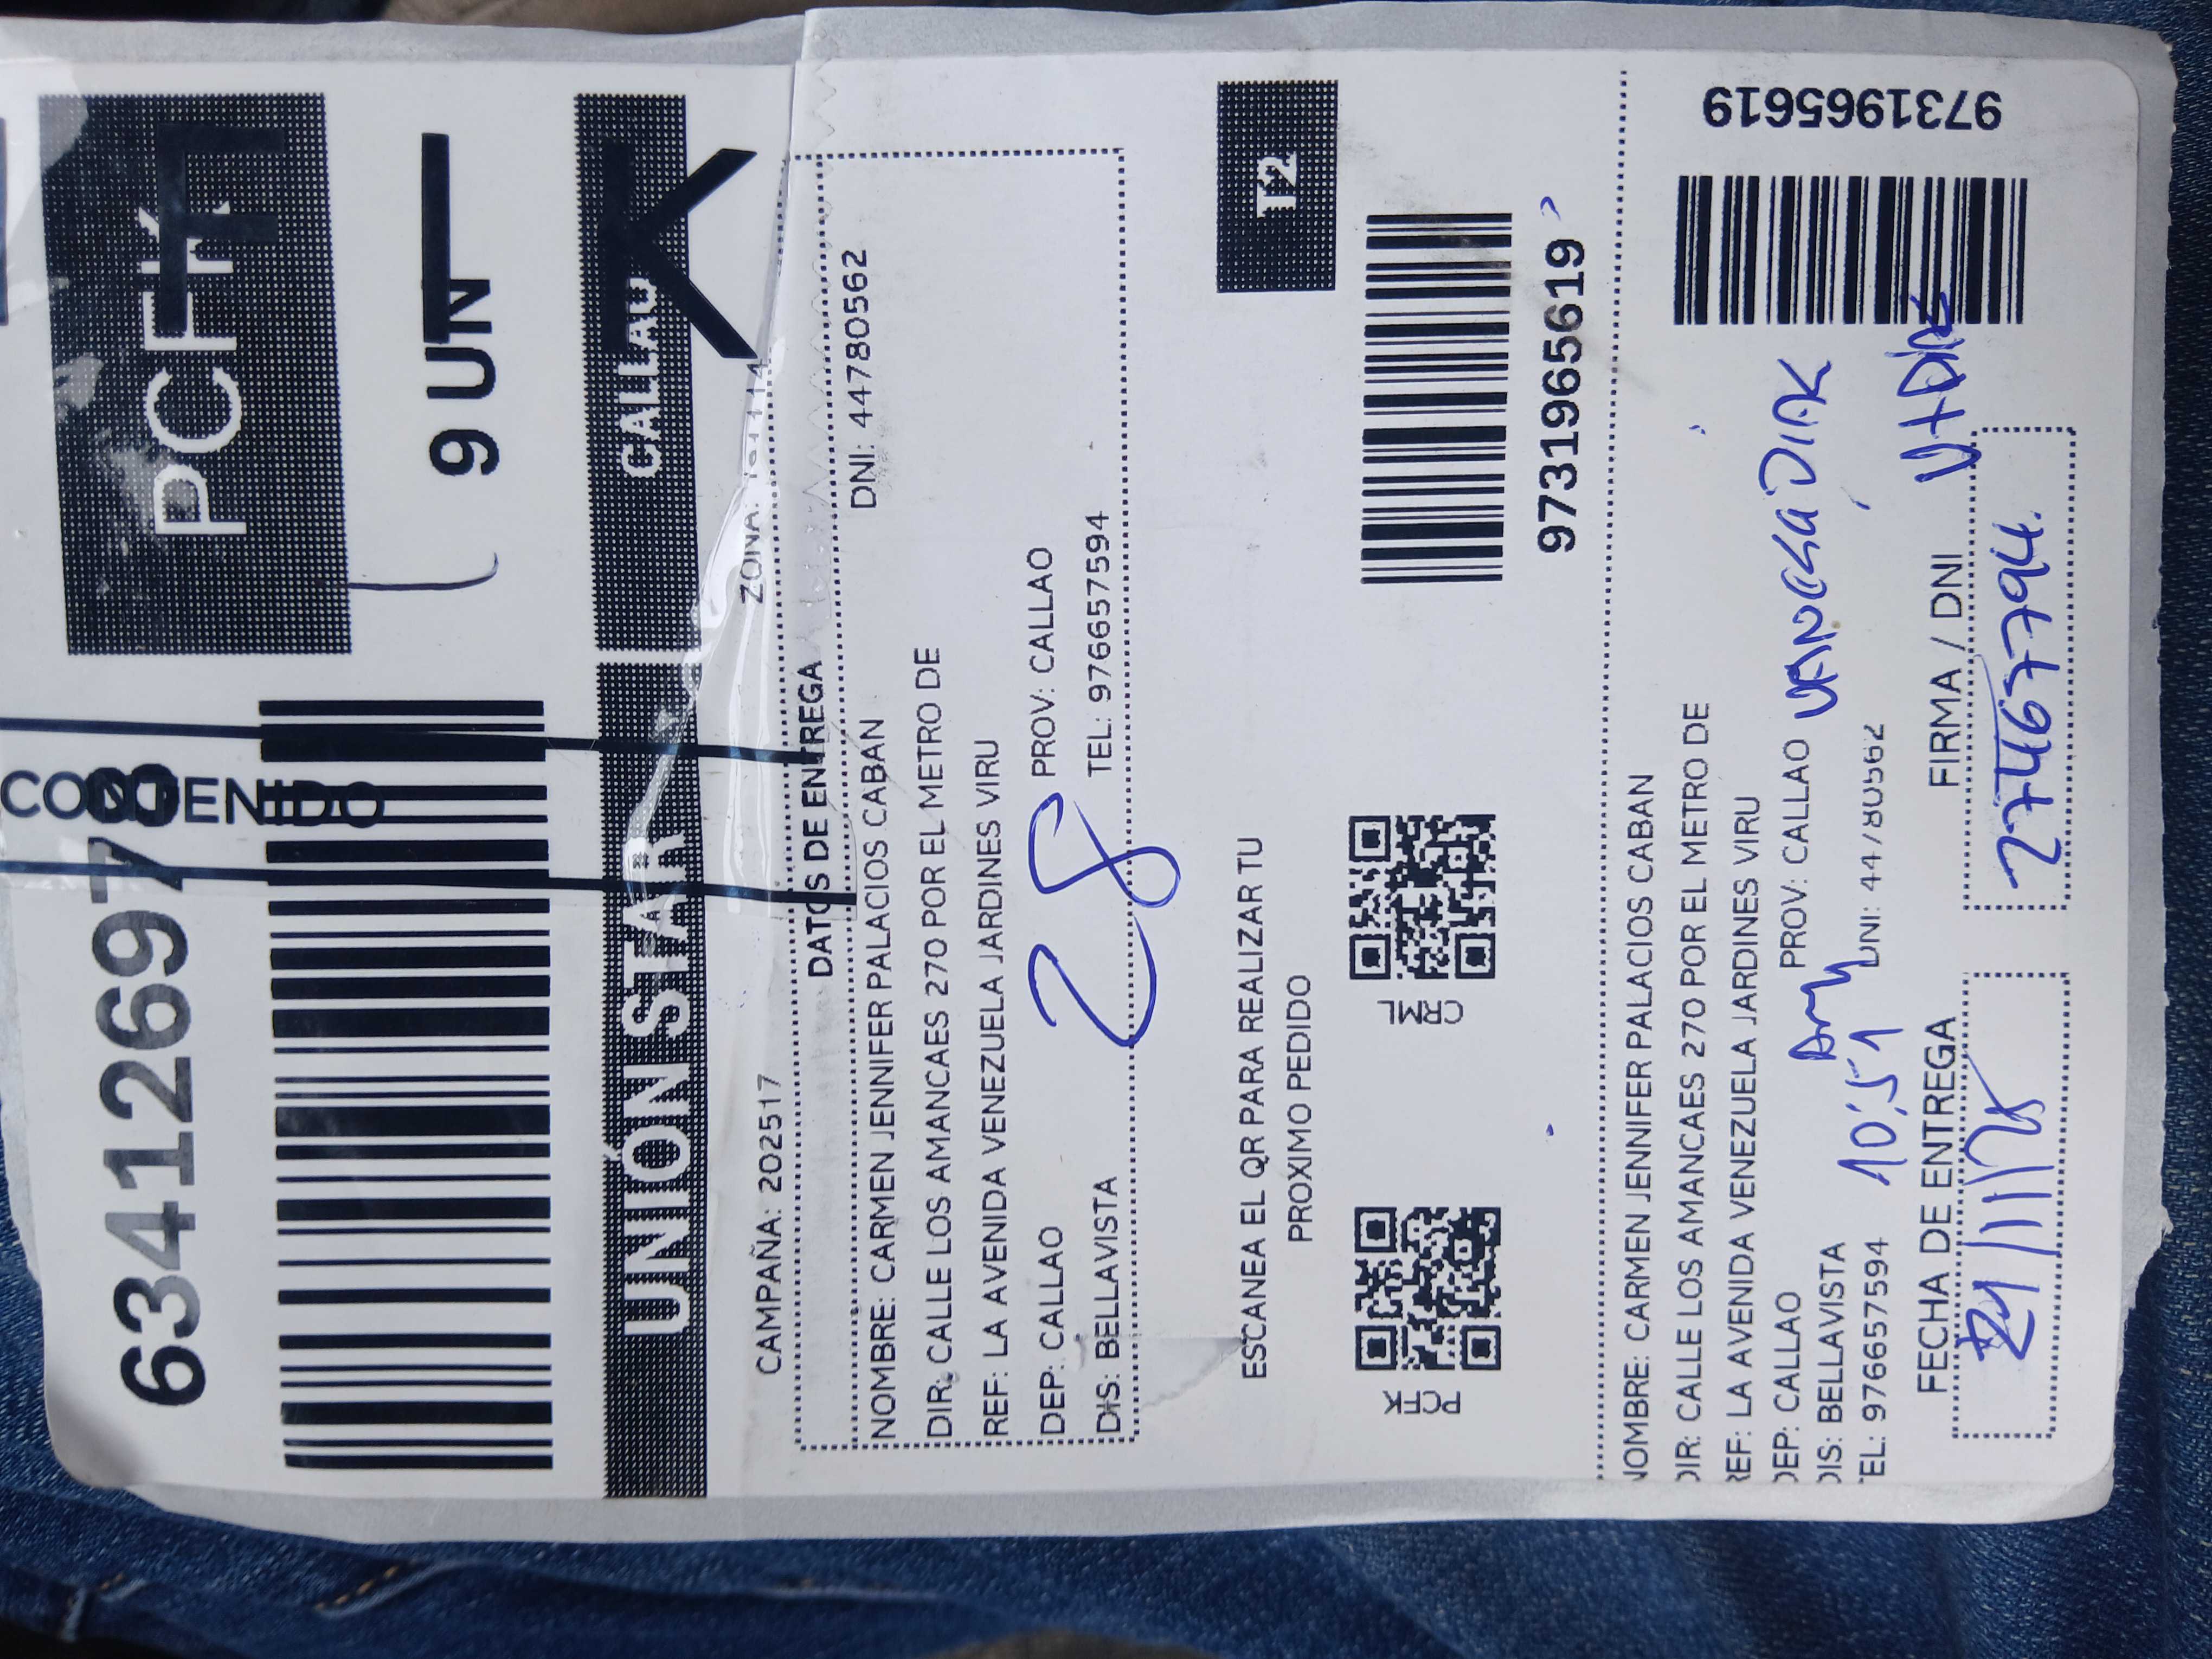 634126978
CONTENIDO
PCFK
9 UN
UNIÓNSTAR
CALLAO
K
CAMPAÑA: 202517
ZONA:
DATOS DE ENTREGA
NOMBRE: CARMEN JENNIFER PALACIOS CABAN
DNI: 44780562
DIR: CALLE LOS AMANCAES 270 POR EL METRO DE
REF: LA AVENIDA VENEZUELA JARDINES VIRU
DEP: CALLAO PROV: CALLAO
DIS: BELLAVISTA TEL: 976657594
28
T2
ESCANEA EL QR PARA REALIZAR TU
PROXIMO PEDIDO
PCFK
CRML
9731965619
NOMBRE: CARMEN JENNIFER PALACIOS CABAN
DIR: CALLE LOS AMANCAES 270 POR EL METRO DE
REF: LA AVENIDA VENEZUELA JARDINES VIRU
DEP: CALLAO PROV: CALLAO
DIS: BELLAVISTA DNI: 44780562
TEL: 976657594
10:51
9731965619
FECHA DE ENTREGA
FIRMA / DNI
27467794.